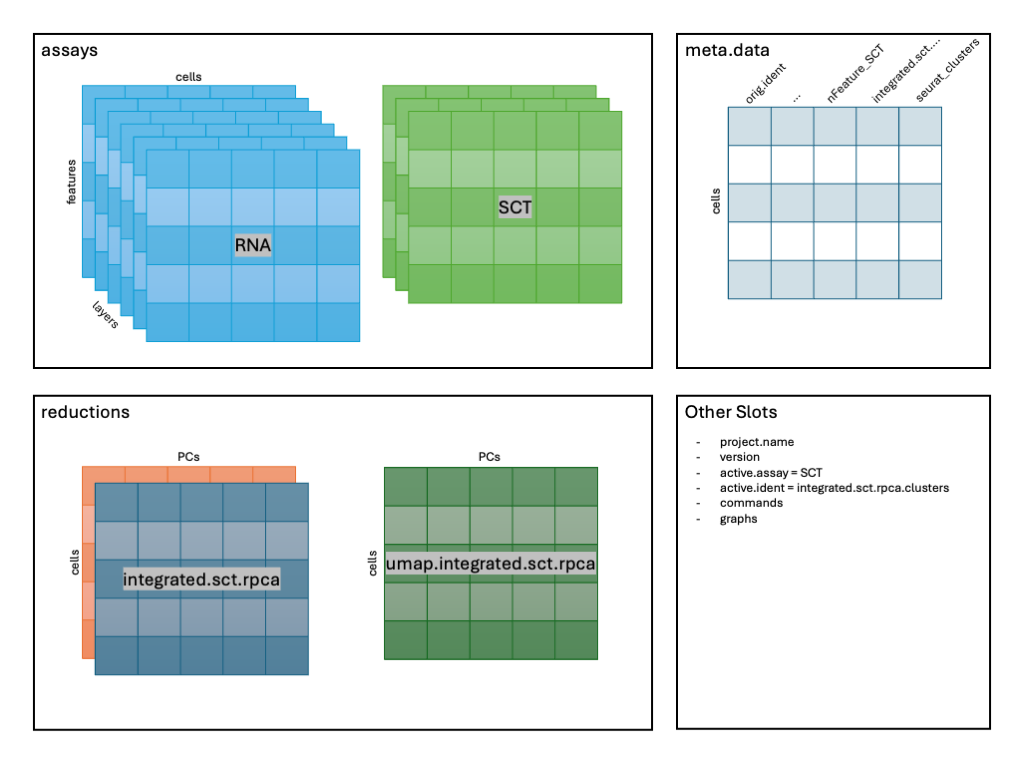 assays
cells
features
layers
RNA
SCT
meta.data
orig.ident
...
nFeature_SCT
integrated.sct....
seurat_clusters
cells
reductions
PCs
cells
integrated.sct.rpca
PCs
cells
umap.integrated.sct.rpca
Other Slots
- project.name
- version
- active.assay = SCT
- active.ident = integrated.sct.rpca.clusters
- commands
- graphs